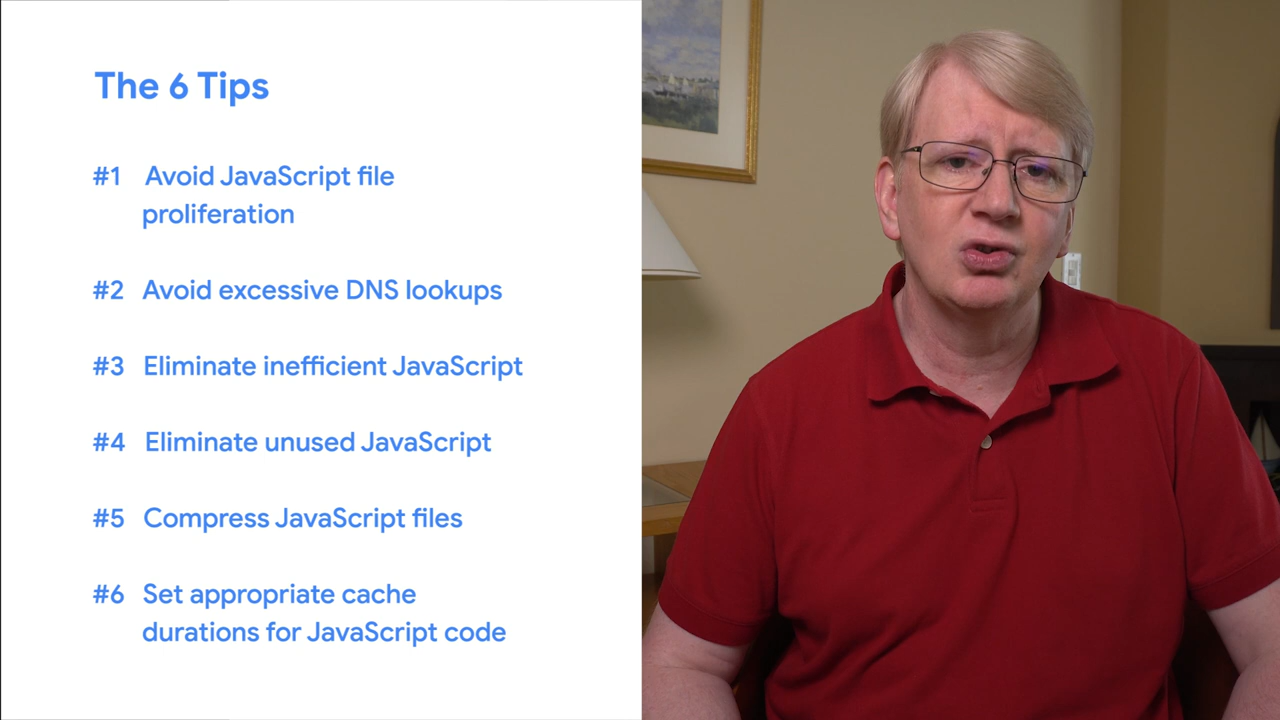 The 6 Tips
#1 Avoid JavaScript file
proliferation
#2 Avoid excessive DNS lookups
#3 Eliminate inefficient JavaScript
#4 Eliminate unused JavaScript
#5 Compress JavaScript files
#6 Set appropriate cache
durations for JavaScript code